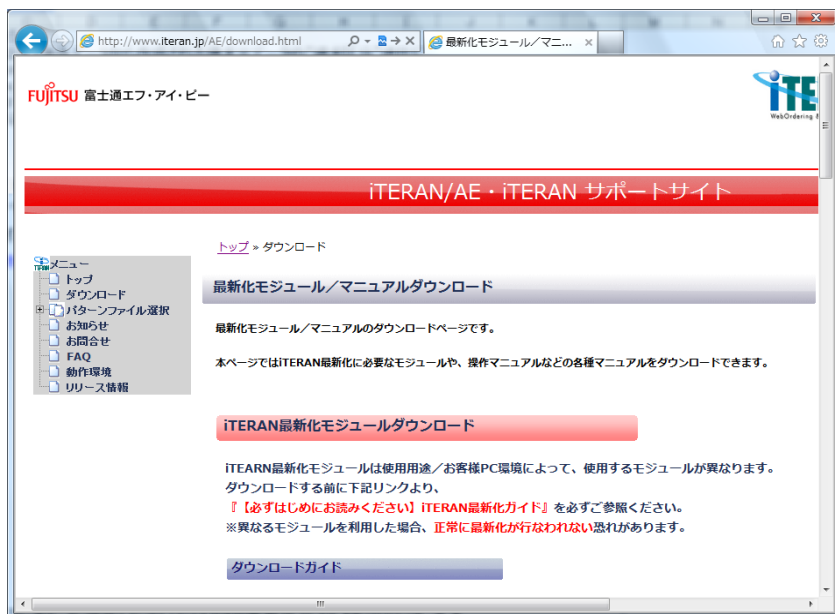 http://www.iteran.jp/AE/download.html
最新化モジュール／マニ...
FUJITSU 富士通エフ・アイ・ピー
iTE
WebOrdering &
iTERAN/AE・iTERAN サポートサイト
トップ » ダウンロード
メニュー
トップ
ダウンロード
パターンファイル選択
お知らせ
お問合せ
FAQ
動作環境
リリース情報
最新化モジュール／マニュアルダウンロード
最新化モジュール／マニュアルのダウンロードページです。
本ページではiTERAN最新化に必要なモジュールや、操作マニュアルなどの各種マニュアルをダウンロードできます。
iTERAN最新化モジュールダウンロード
iTEARN最新化モジュールは使用用途／お客様PC環境によって、使用するモジュールが異なります。
ダウンロードする前に下記リンクより、
『【必ずはじめにお読みください】iTERAN最新化ガイド』を必ずご参照ください。
※異なるモジュールを利用した場合、正常に最新化が行なわれない恐れがあります。
ダウンロードガイド